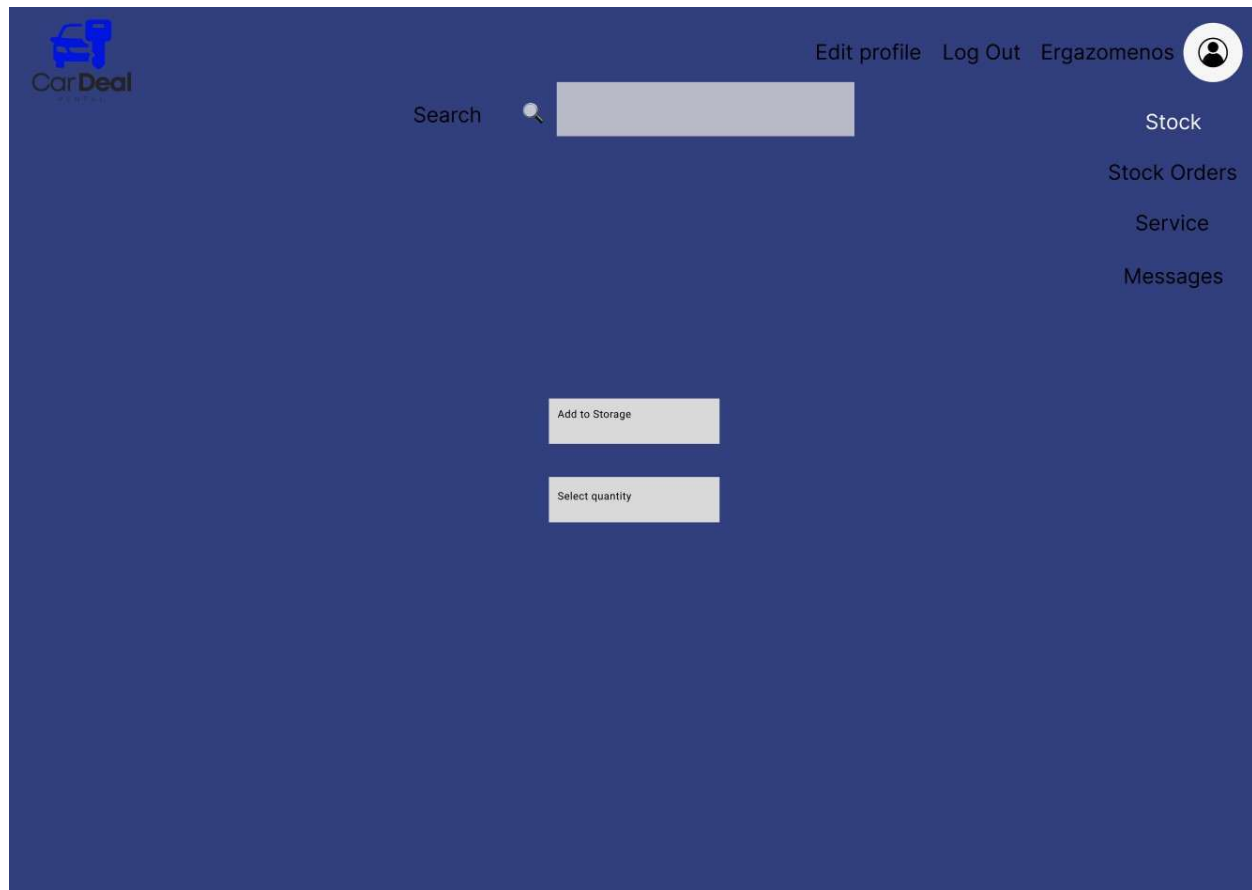 CarDeal
Edit profile Log Out Ergazomenos
Search
Stock
Stock Orders
Service
Messages
Add to Storage
Select quantity